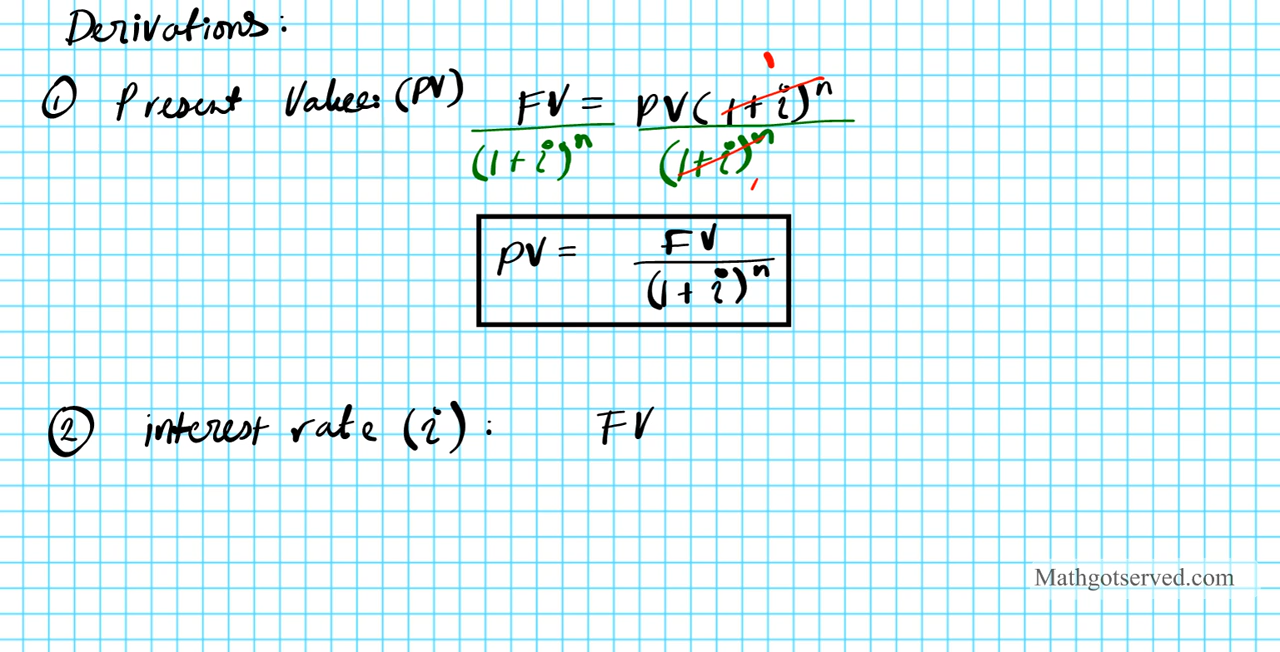 Derivations:
① Present Value: (PV) FV = PV(1+i)ⁿ
(1+i)ⁿ (1+i)ⁿ
PV = FV
(1+i)ⁿ
② interest rate (i): FV
Mathgotserved.com